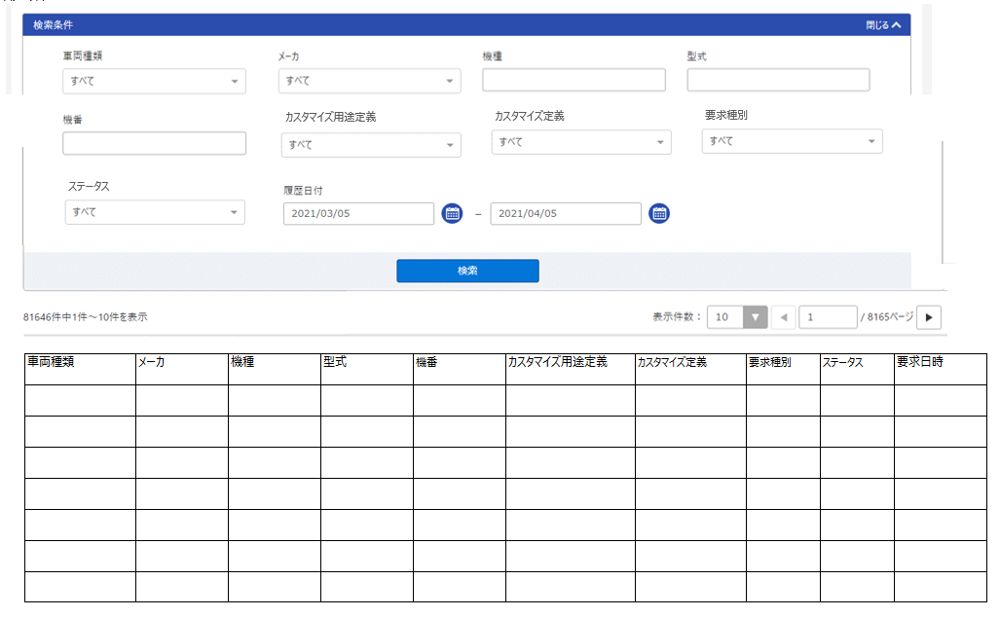 検索条件 閉じる
車両種類 メーカ 機種 型式
すべて すべて
機番 カスタマイズ用途定義 カスタマイズ定義 要求種別
すべて すべて すべて
ステータス 履歴日付
すべて 2021/03/05 – 2021/04/05
検索
81646件中1件～10件を表示 表示件数： 10 1 / 8165ページ
車両種類 メーカ 機種 型式 機番 カスタマイズ用途定義 カスタマイズ定義 要求種別 ステータス 要求日時